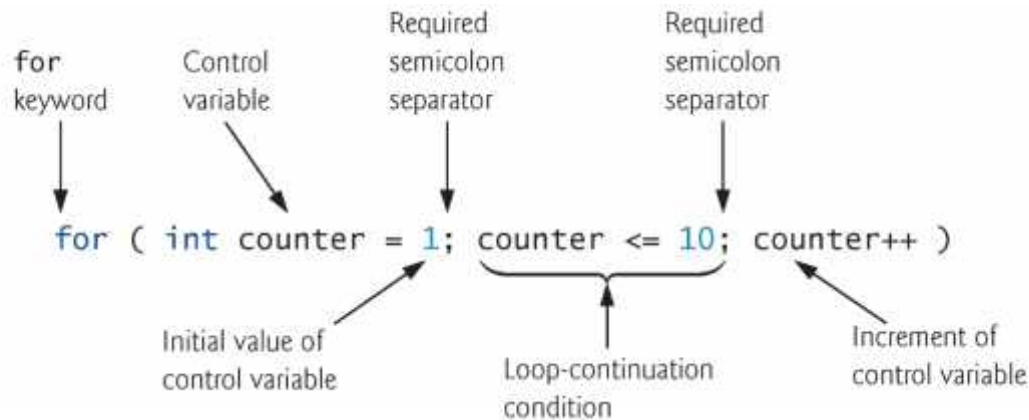 for
keyword
Control
variable
Required
semicolon
separator
Required
semicolon
separator
for ( int counter = 1; counter <= 10; counter++ )
Initial value of
control variable
Loop-continuation
condition
Increment of
control variable